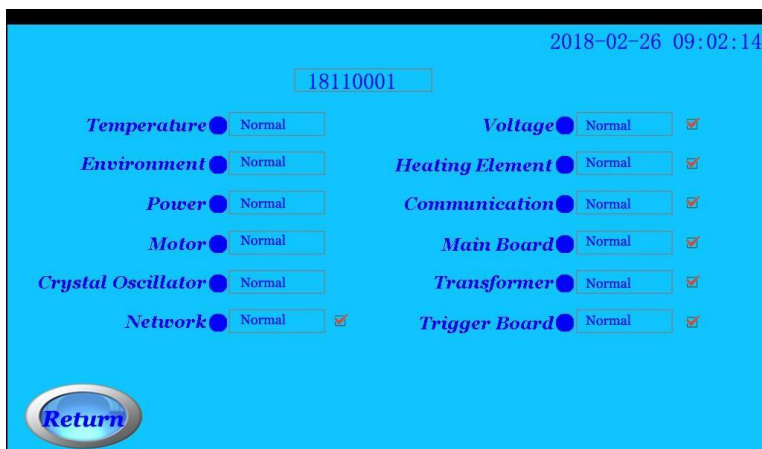 2018-02-26 09:02:14
18110001
Temperature Normal Voltage Normal
Environment Normal Heating Element Normal
Power Normal Communication Normal
Motor Normal Main Board Normal
Crystal Oscillator Normal Transformer Normal
Network Normal Trigger Board Normal
Return